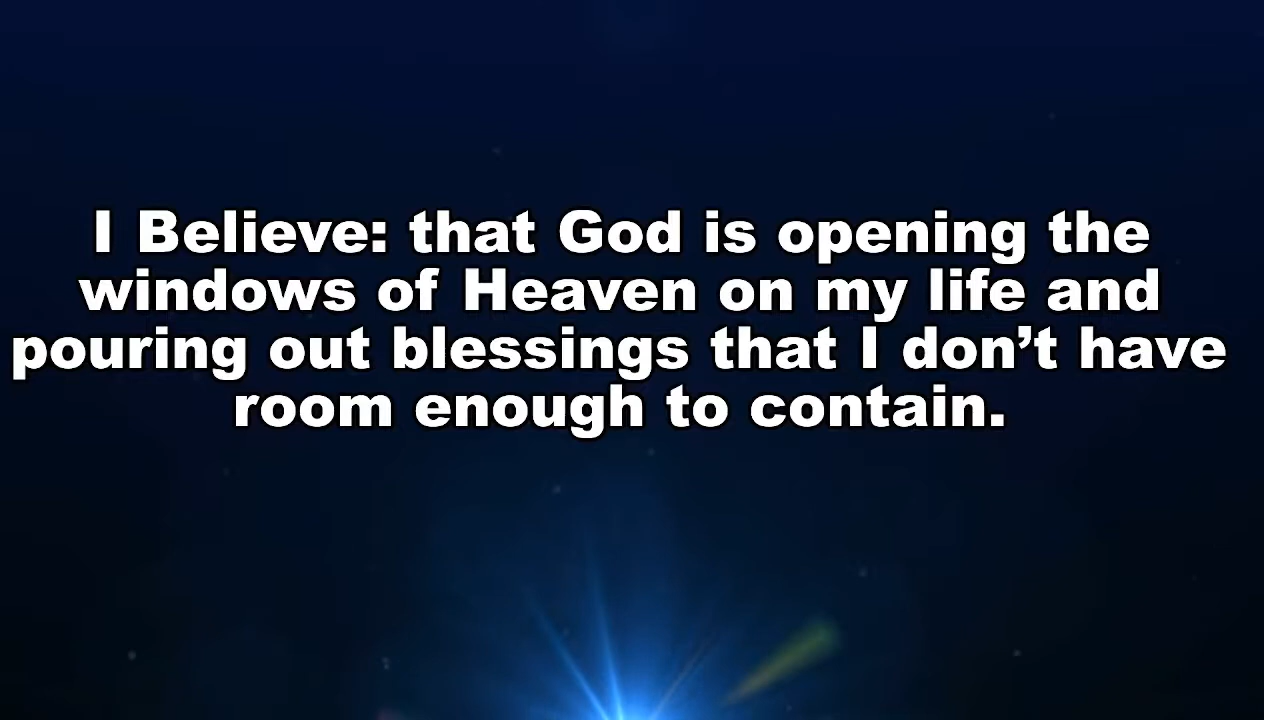 I Believe: that God is opening the
windows of Heaven on my life and
pouring out blessings that I don’t have
room enough to contain.